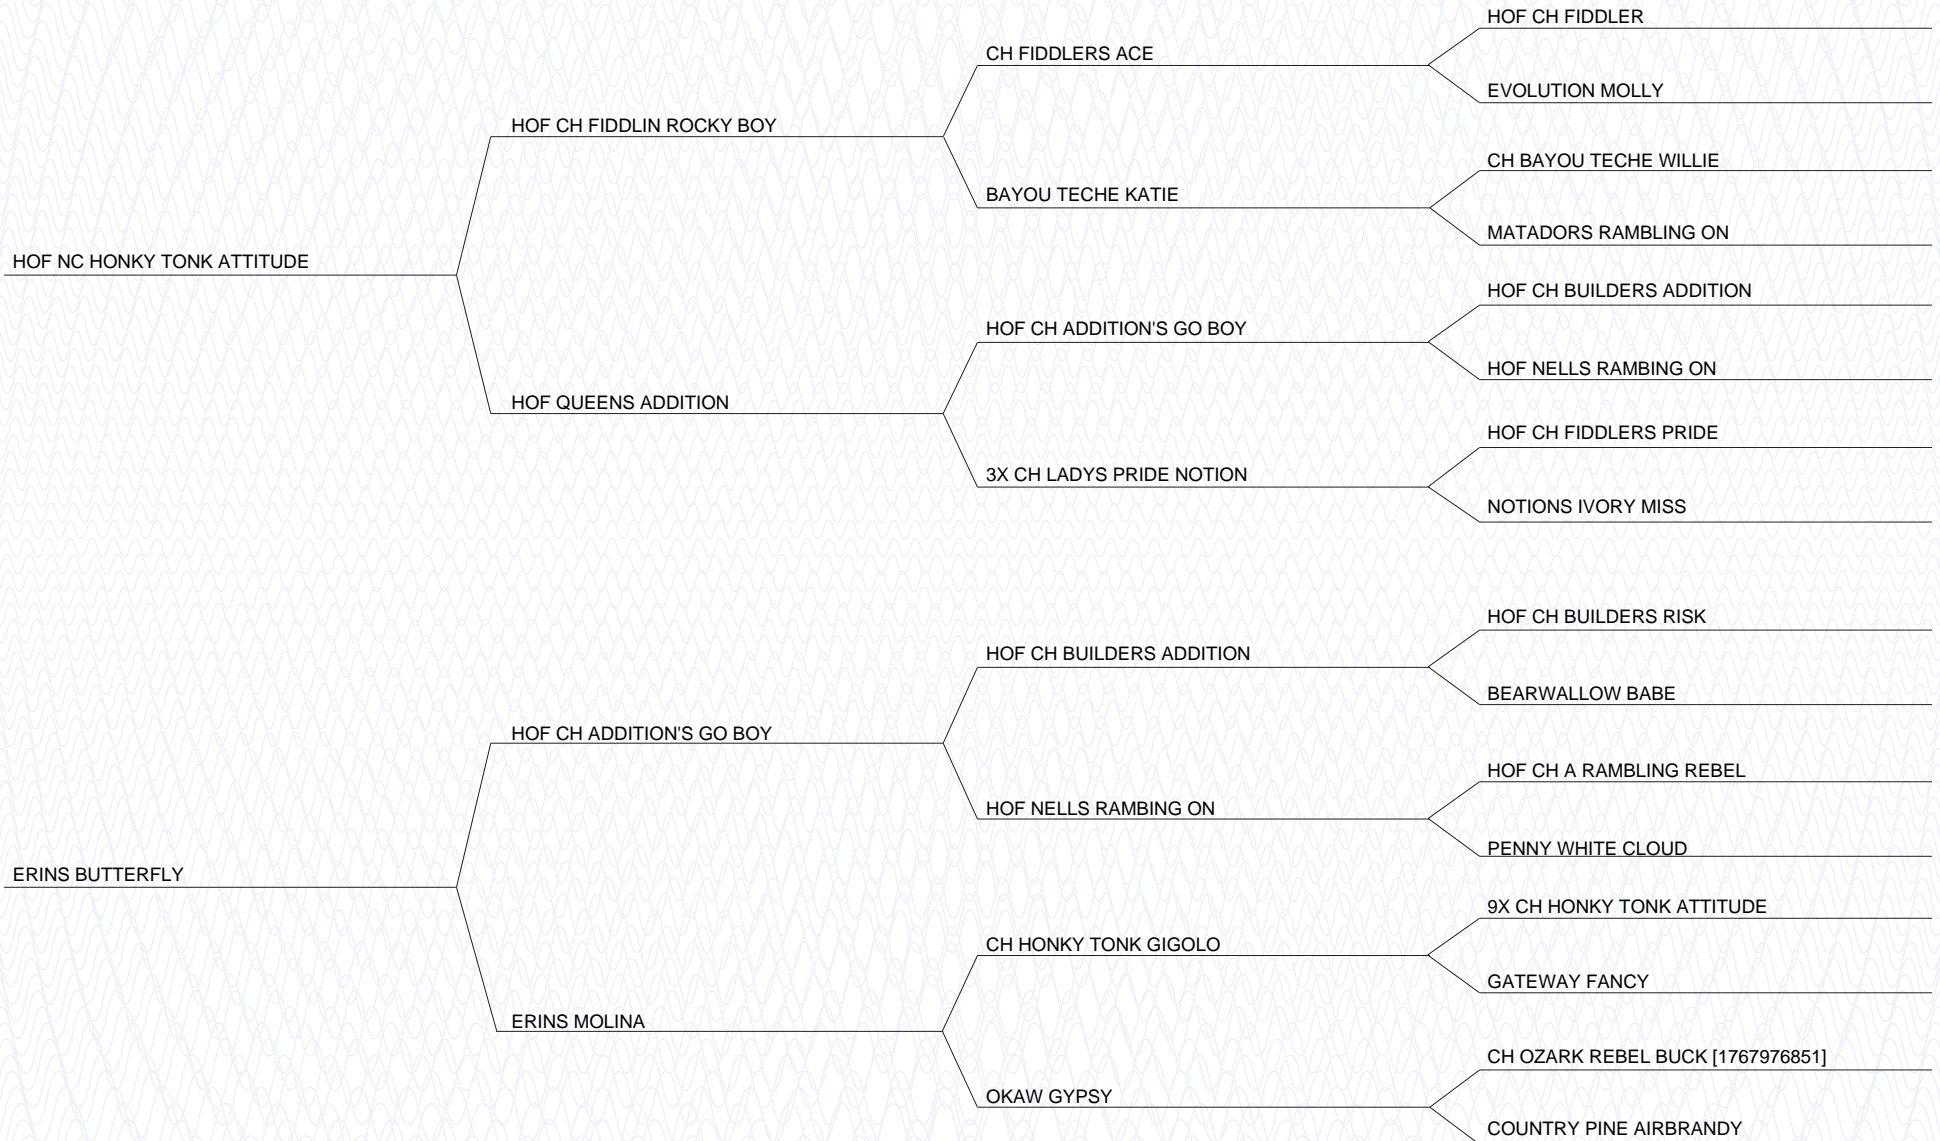 HOF CH FIDDLER
CH FIDDLERS ACE
EVOLUTION MOLLY
HOF CH FIDDLIN ROCKY BOY
CH BAYOU TECHE WILLIE
BAYOU TECHE KATIE
MATADORS RAMBLING ON
HOF NC HONKY TONK ATTITUDE
HOF CH BUILDERS ADDITION
HOF CH ADDITION'S GO BOY
HOF NELLS RAMBING ON
HOF QUEENS ADDITION
HOF CH FIDDLERS PRIDE
3X CH LADYS PRIDE NOTION
NOTIONS IVORY MISS
HOF CH BUILDERS RISK
HOF CH BUILDERS ADDITION
BEARWALLOW BABE
HOF CH ADDITION'S GO BOY
HOF CH A RAMBLING REBEL
HOF NELLS RAMBING ON
PENNY WHITE CLOUD
ERINS BUTTERFLY
9X CH HONKY TONK ATTITUDE
CH HONKY TONK GIGOLO
GATEWAY FANCY
ERINS MOLINA
CH OZARK REBEL BUCK [1767976851]
OKAW GYPSY
COUNTRY PINE AIRBRANDY